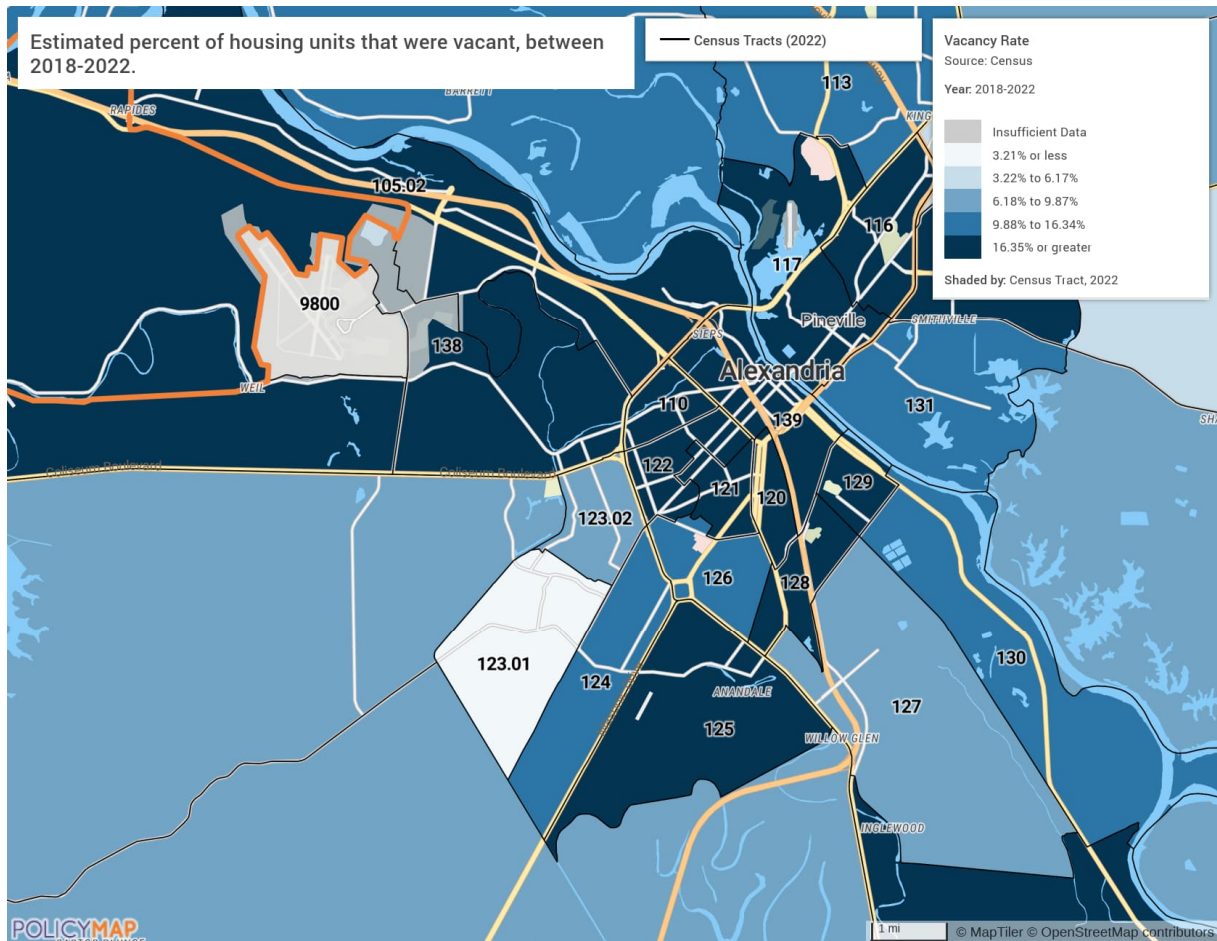 Estimated percent of housing units that were vacant, between
2018-2022.
Census Tracts (2022)
Vacancy Rate
Source: Census
Year: 2018-2022
Insufficient Data
3.21% or less
3.22% to 6.17%
6.18% to 9.87%
9.88% to 16.34%
16.35% or greater
Shaded by: Census Tract, 2022
113
BARRETT
RAPIDES
KING
105.02
116
117
9800
Pineville
SMITHVILLE
SIEPS
138
Alexandria
WEIL
110
131
139
SHA
Coliseum Boulevard
Coliseum Boulevard
122
121
120
129
123.02
126
128
123.01
124
130
ANANDALE
127
125
WILLOW GLEN
INGLEWOOD
POLICYMAP
1 mi
© MapTiler © OpenStreetMap contributors